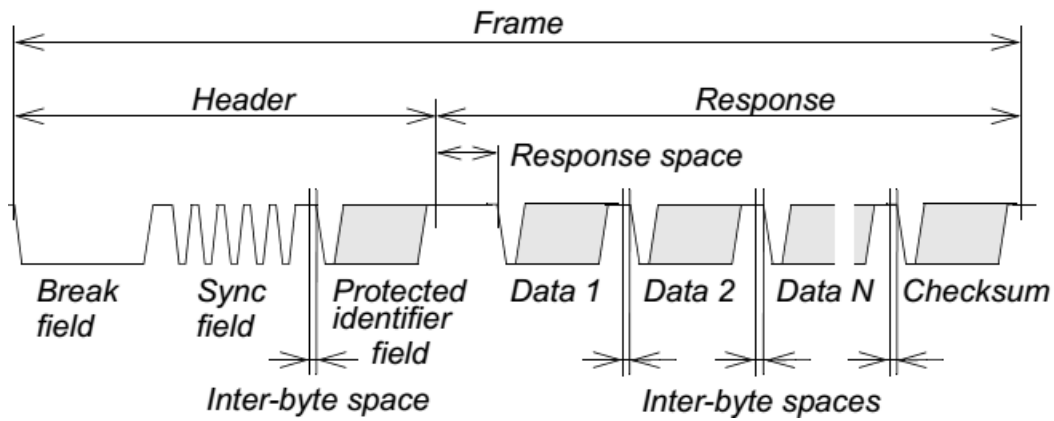 Frame
Header
Response
Response space
Break
field
Sync
field
Protected
identifier
field
Data 1
Data 2
Data N
Checksum
Inter-byte space
Inter-byte spaces